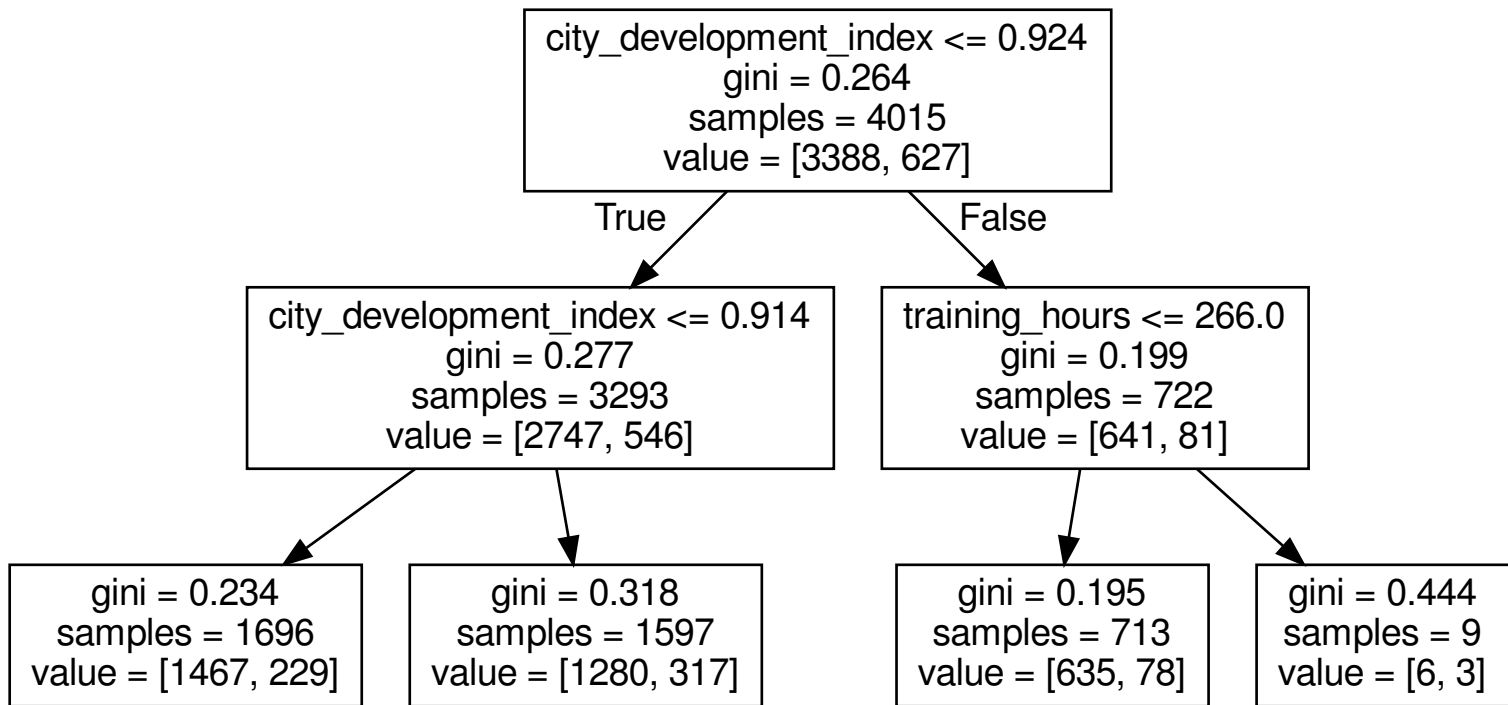 city_development_index <= 0.924
gini = 0.264
samples = 4015
value = [3388, 627]
True
False
city_development_index <= 0.914
gini = 0.277
samples = 3293
value = [2747, 546]
training_hours <= 266.0
gini = 0.199
samples = 722
value = [641, 81]
gini = 0.234
samples = 1696
value = [1467, 229]
gini = 0.318
samples = 1597
value = [1280, 317]
gini = 0.195
samples = 713
value = [635, 78]
gini = 0.444
samples = 9
value = [6, 3]